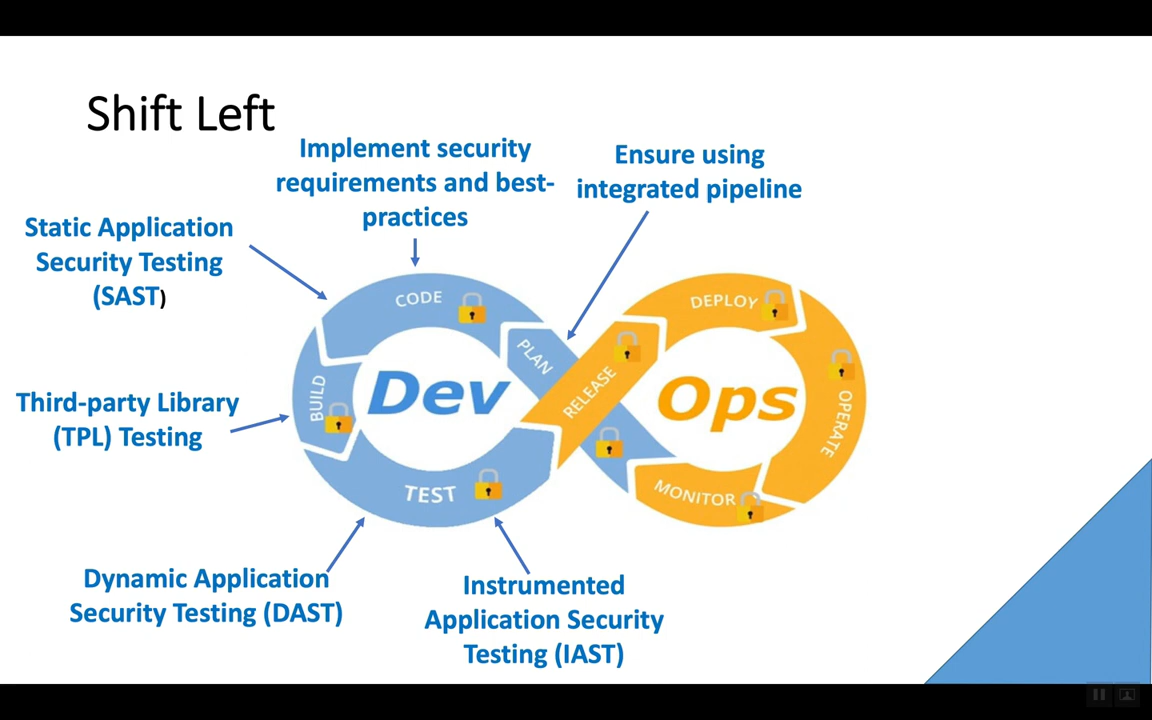 Shift Left
Implement security
requirements and best-
practices
Ensure using
integrated pipeline
Static Application
Security Testing
(SAST)
Third-party Library
(TPL) Testing
Dynamic Application
Security Testing (DAST)
Instrumented
Application Security
Testing (IAST)
CODE
PLAN
BUILD
TEST
Dev
RELEASE
DEPLOY
OPERATE
MONITOR
Ops